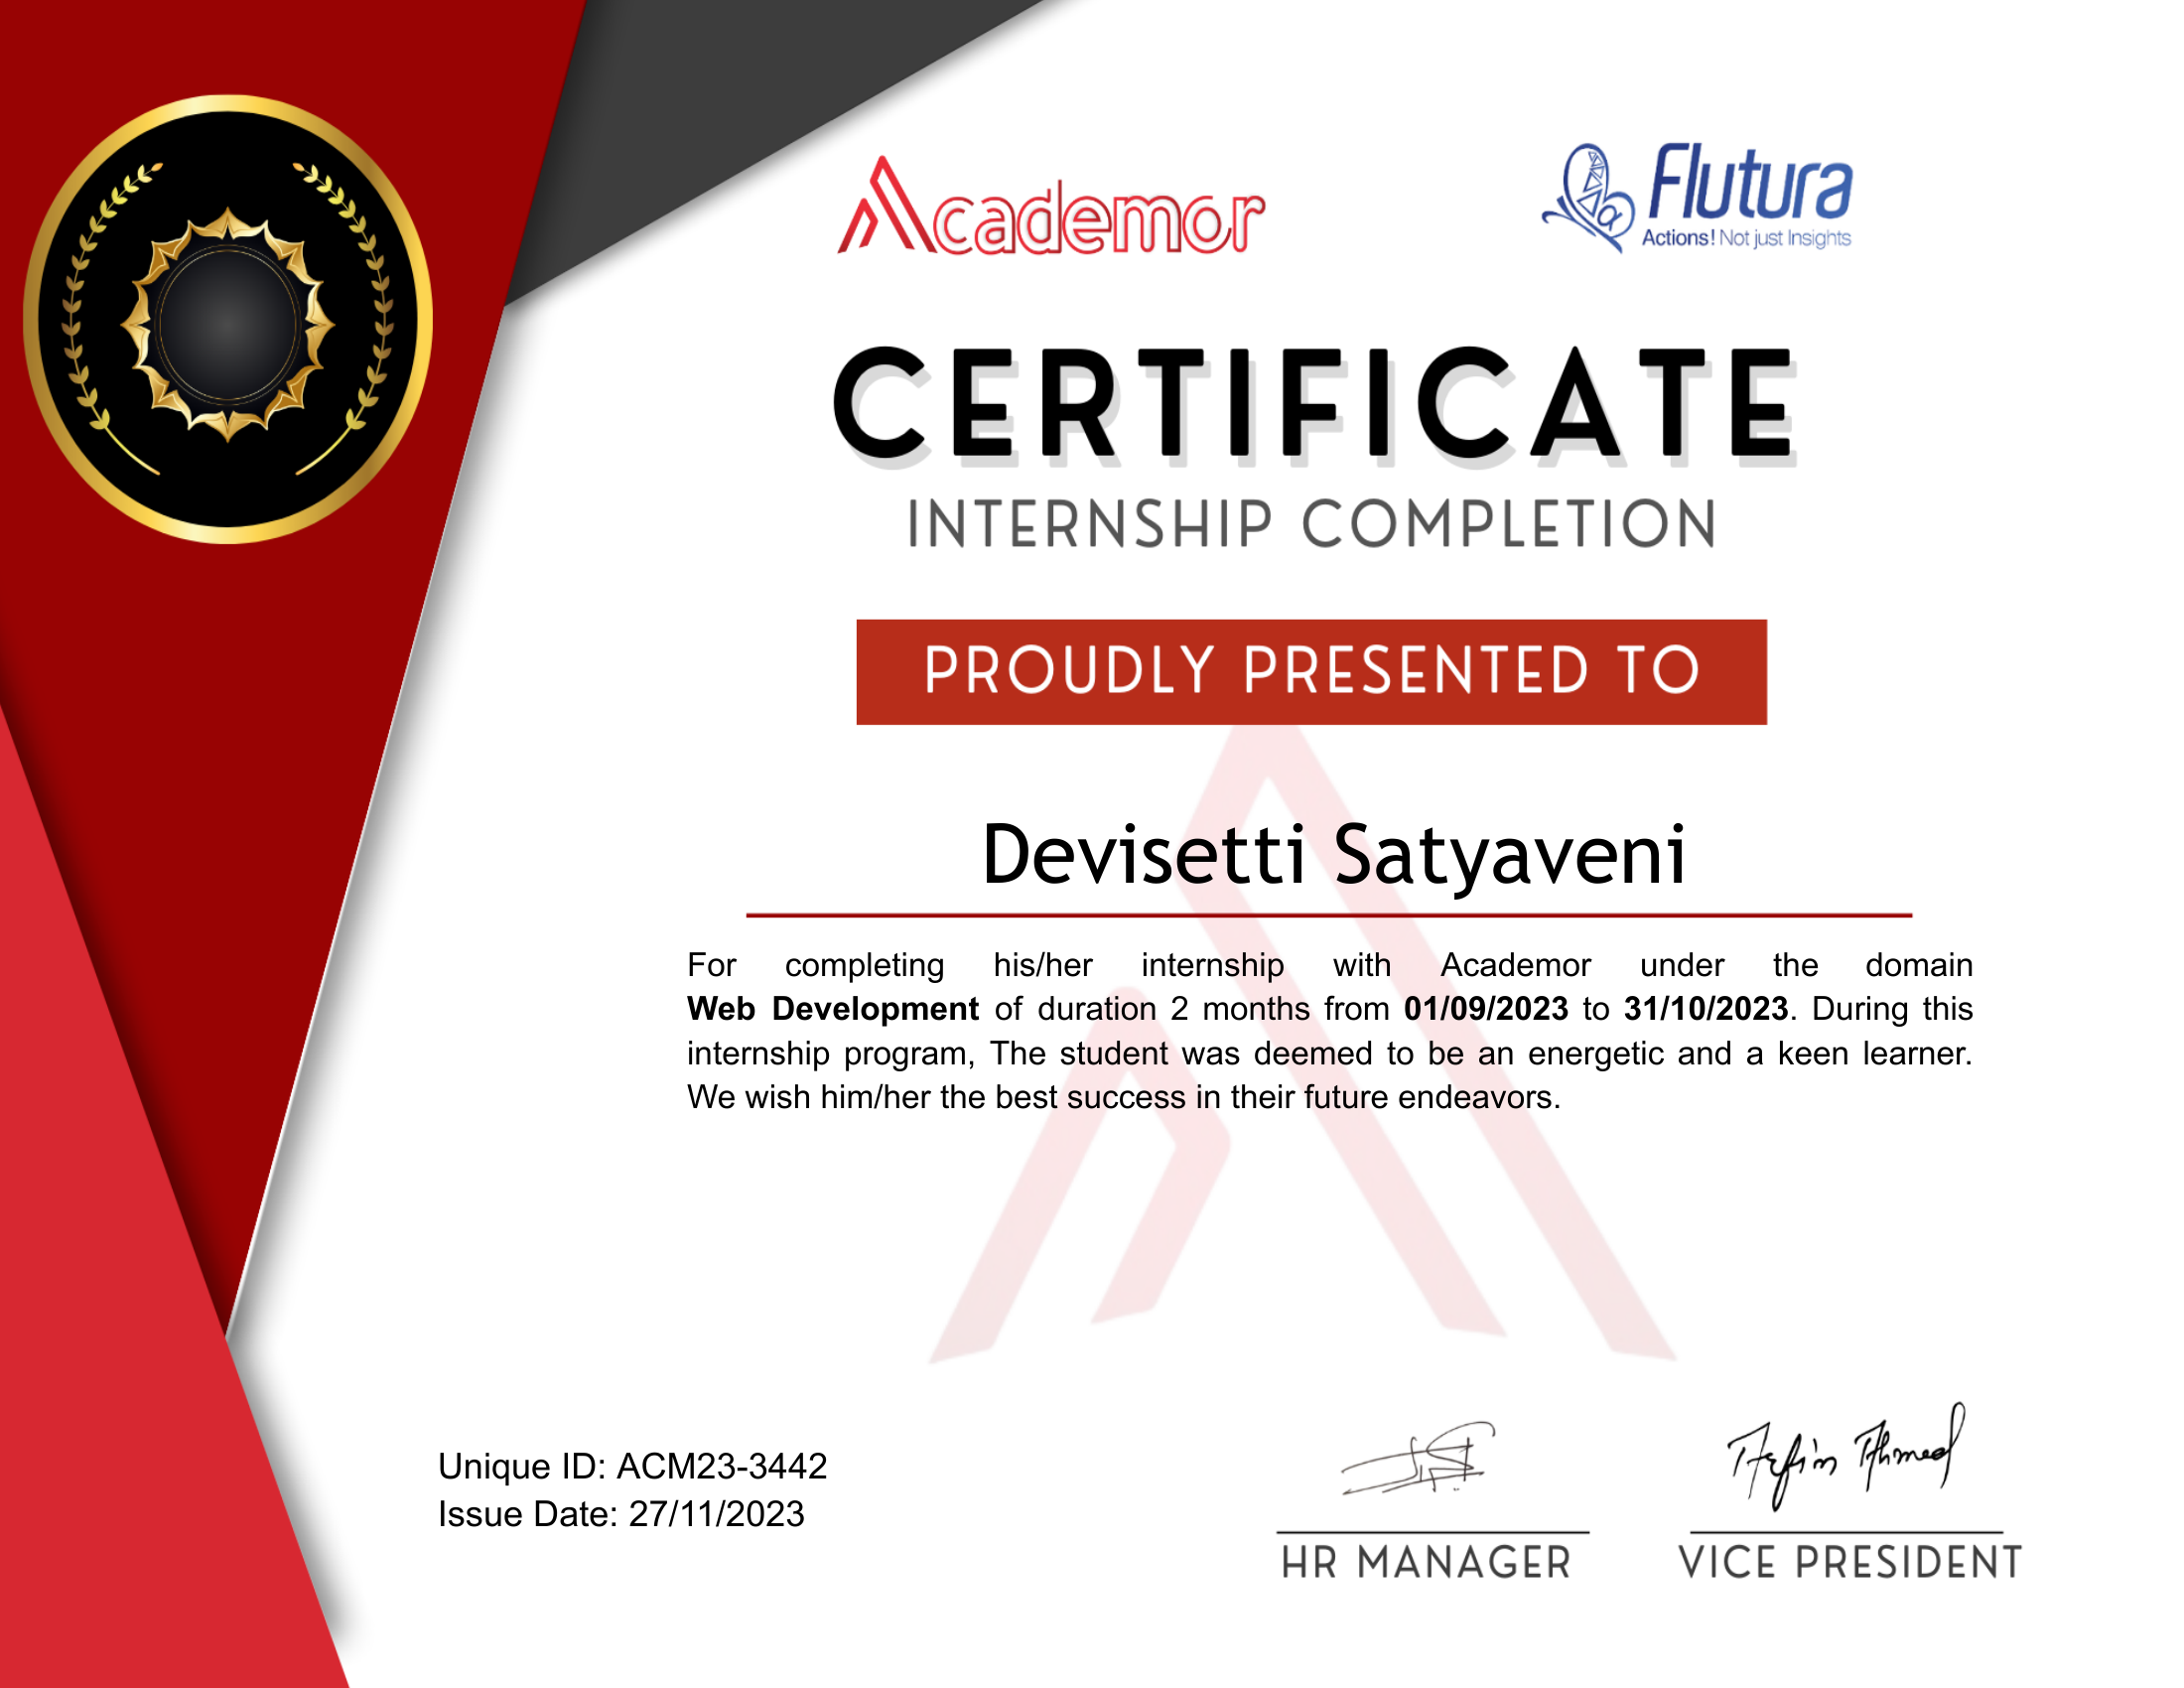 Academor
Flutura
Actions! Not just Insights
CERTIFICATE
INTERNSHIP COMPLETION
PROUDLY PRESENTED TO
Devisetti Satyaveni
For completing his/her internship with Academor under the domain
Web Development of duration 2 months from 01/09/2023 to 31/10/2023. During this
internship program, The student was deemed to be an energetic and a keen learner.
We wish him/her the best success in their future endeavors.
Unique ID: ACM23-3442
Issue Date: 27/11/2023
HR MANAGER
VICE PRESIDENT